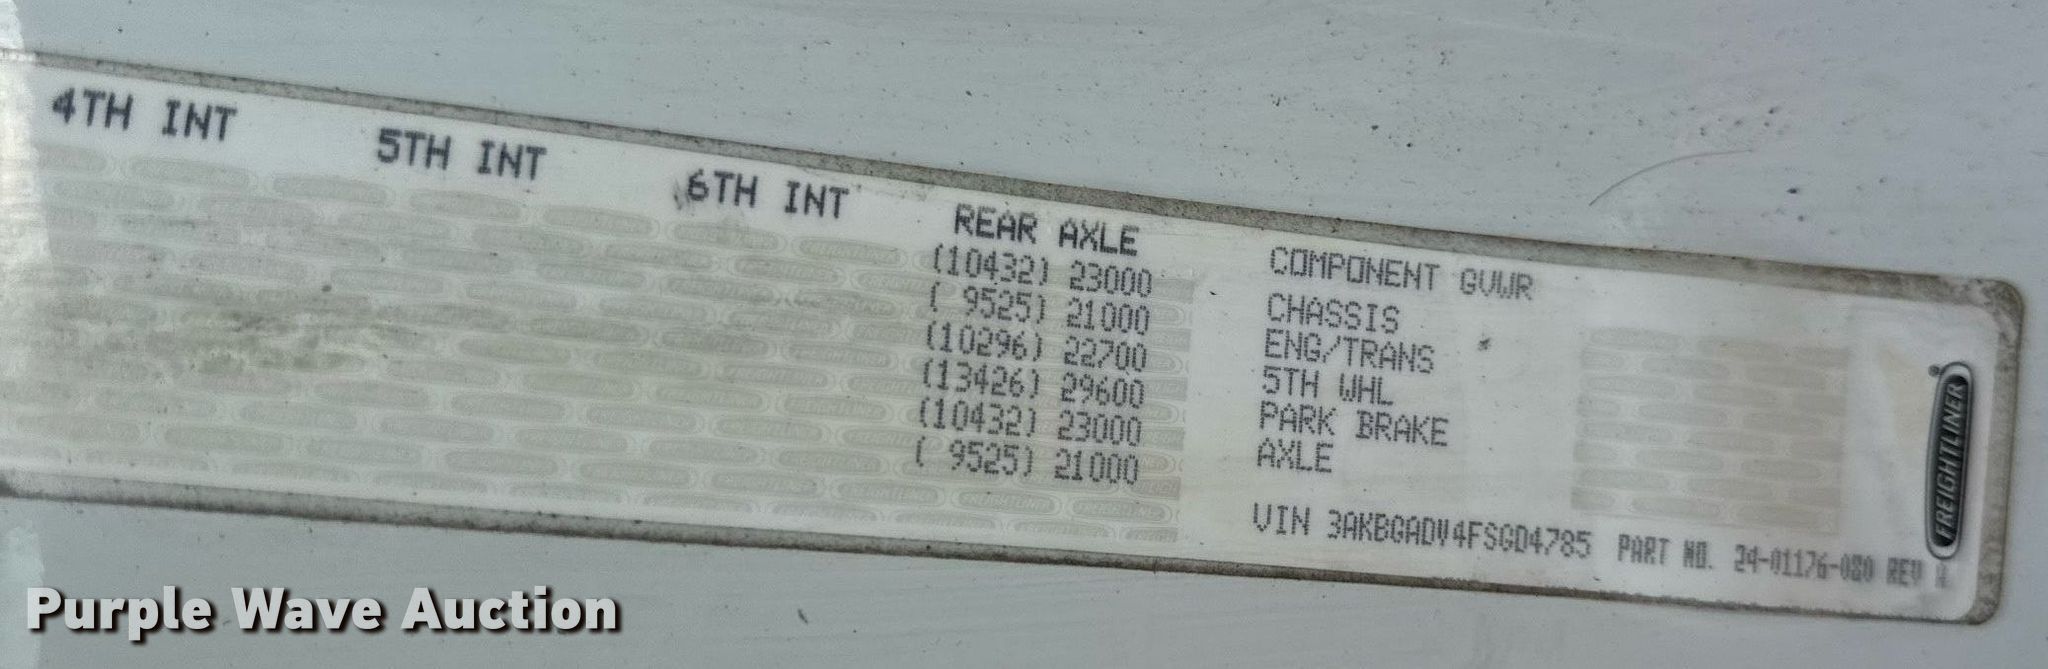 4TH INT 5TH INT 6TH INT REAR AXLE COMPONENT GVWR
(10432) 23000 CHASSIS
( 9525) 21000 ENG/TRANS
(10296) 22700 5TH WHL
(13426) 29600 PARK BRAKE
(10432) 23000 AXLE
( 9525) 21000
VIN 3AKBGADV4FSGD4785 PART NO. 24-01176-080 REV
FREIGHTLINER
Purple Wave Auction